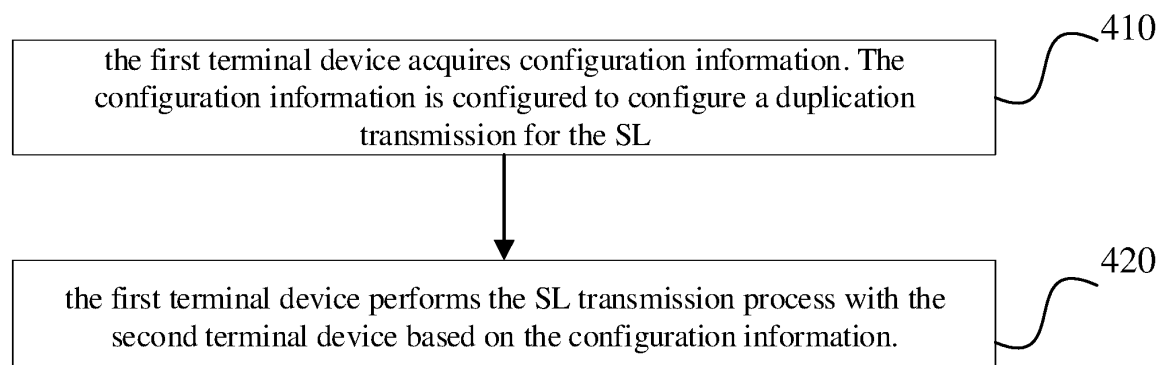 410
the first terminal device acquires configuration information. The
configuration information is configured to configure a duplication
transmission for the SL
420
the first terminal device performs the SL transmission process with the
second terminal device based on the configuration information.